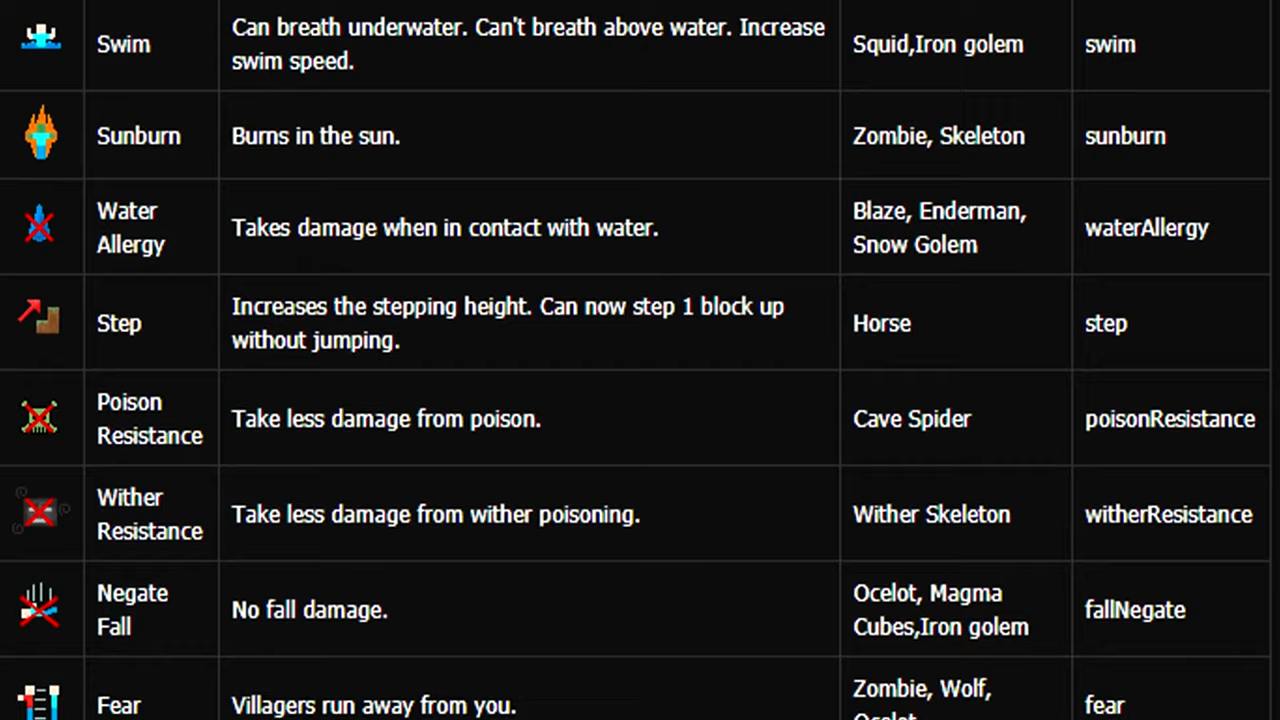 Swim
Can breath underwater. Can't breath above water. Increase
swim speed.
Squid,Iron golem
swim
Sunburn
Burns in the sun.
Zombie, Skeleton
sunburn
Water
Allergy
Takes damage when in contact with water.
Blaze, Enderman,
Snow Golem
waterAllergy
Step
Increases the stepping height. Can now step 1 block up
without jumping.
Horse
step
Poison
Resistance
Take less damage from poison.
Cave Spider
poisonResistance
Wither
Resistance
Take less damage from wither poisoning.
Wither Skeleton
witherResistance
Negate
Fall
No fall damage.
Ocelot, Magma
Cubes,Iron golem
fallNegate
Fear
Villagers run away from you.
Zombie, Wolf,
Ocelot
fear